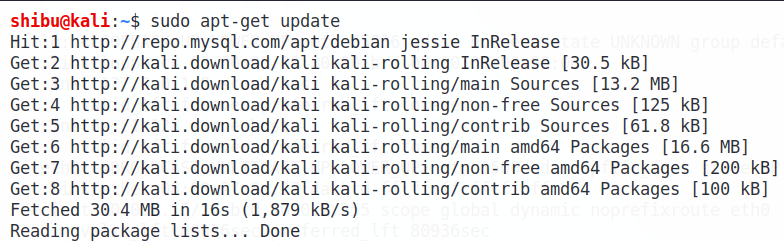 shibu@kali:~$ sudo apt-get update
Hit:1 http://repo.mysql.com/apt/debian jessie InRelease
Get:2 http://kali.download/kali kali-rolling InRelease [30.5 kB]
Get:3 http://kali.download/kali kali-rolling/main Sources [13.2 MB]
Get:4 http://kali.download/kali kali-rolling/non-free Sources [125 kB]
Get:5 http://kali.download/kali kali-rolling/contrib Sources [61.8 kB]
Get:6 http://kali.download/kali kali-rolling/main amd64 Packages [16.6 MB]
Get:7 http://kali.download/kali kali-rolling/non-free amd64 Packages [200 kB]
Get:8 http://kali.download/kali kali-rolling/contrib amd64 Packages [100 kB]
Fetched 30.4 MB in 16s (1,879 kB/s)
Reading package lists... Done